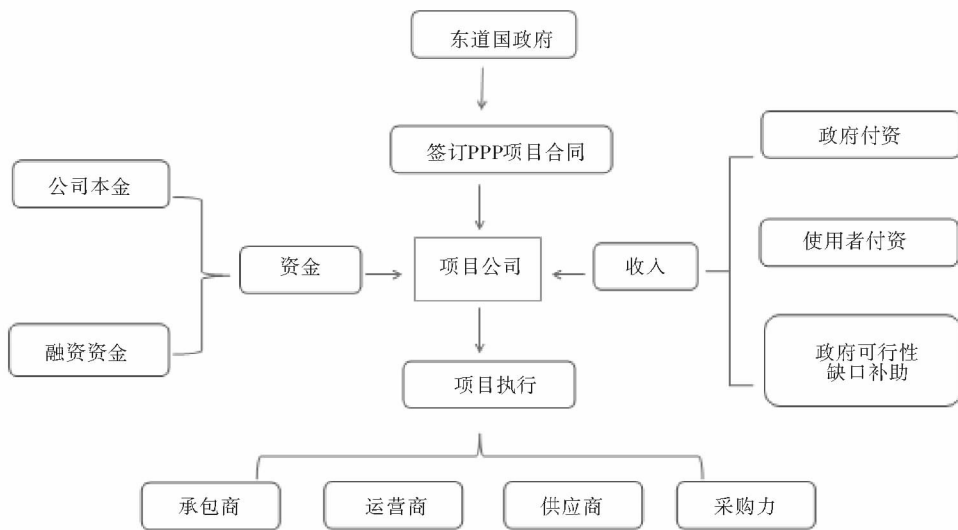 东道国政府
签订PPP项目合同
政府付资
公司本金
使用者付资
资金
项目公司
收入
融资资金
政府可行性
缺口补助
项目执行
承包商
运营商
供应商
采购力